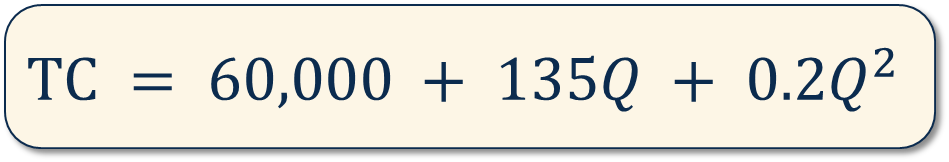 TC = 60,000 + 135Q + 0.2Q²